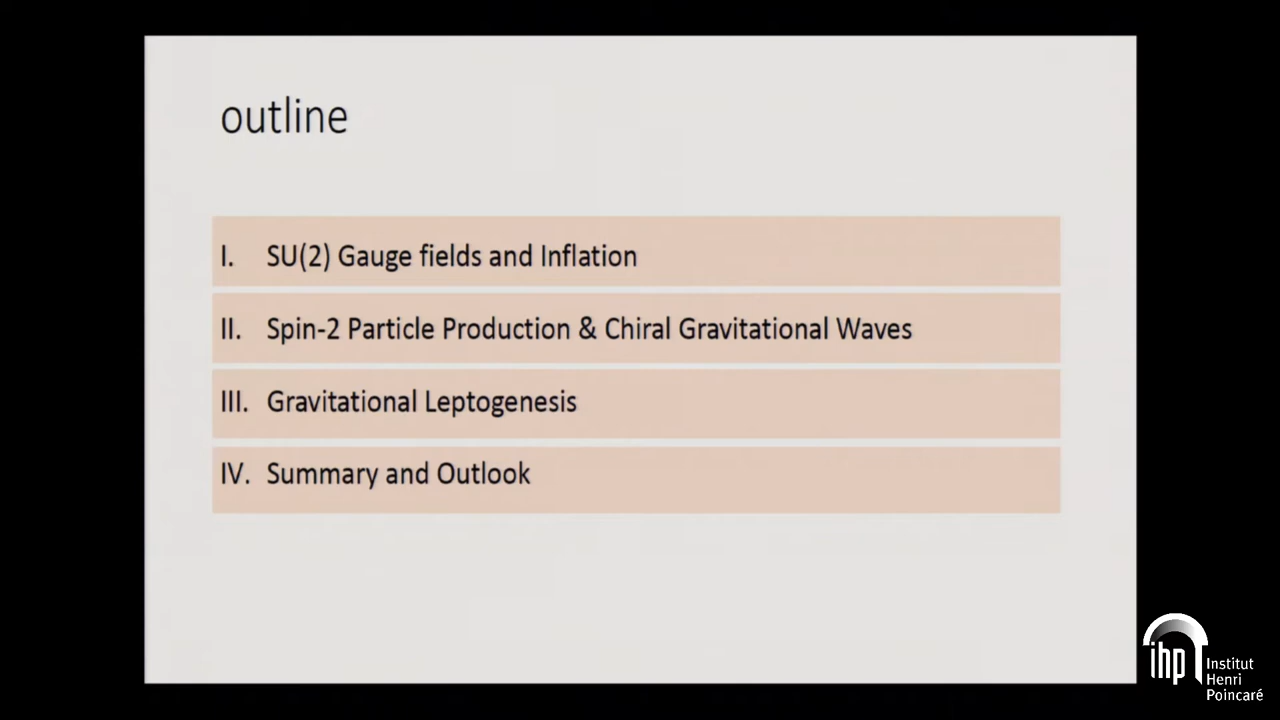 outline
I. SU(2) Gauge fields and Inflation
II. Spin-2 Particle Production & Chiral Gravitational Waves
III. Gravitational Leptogenesis
IV. Summary and Outlook
ihp
Institut
Henri
Poincaré